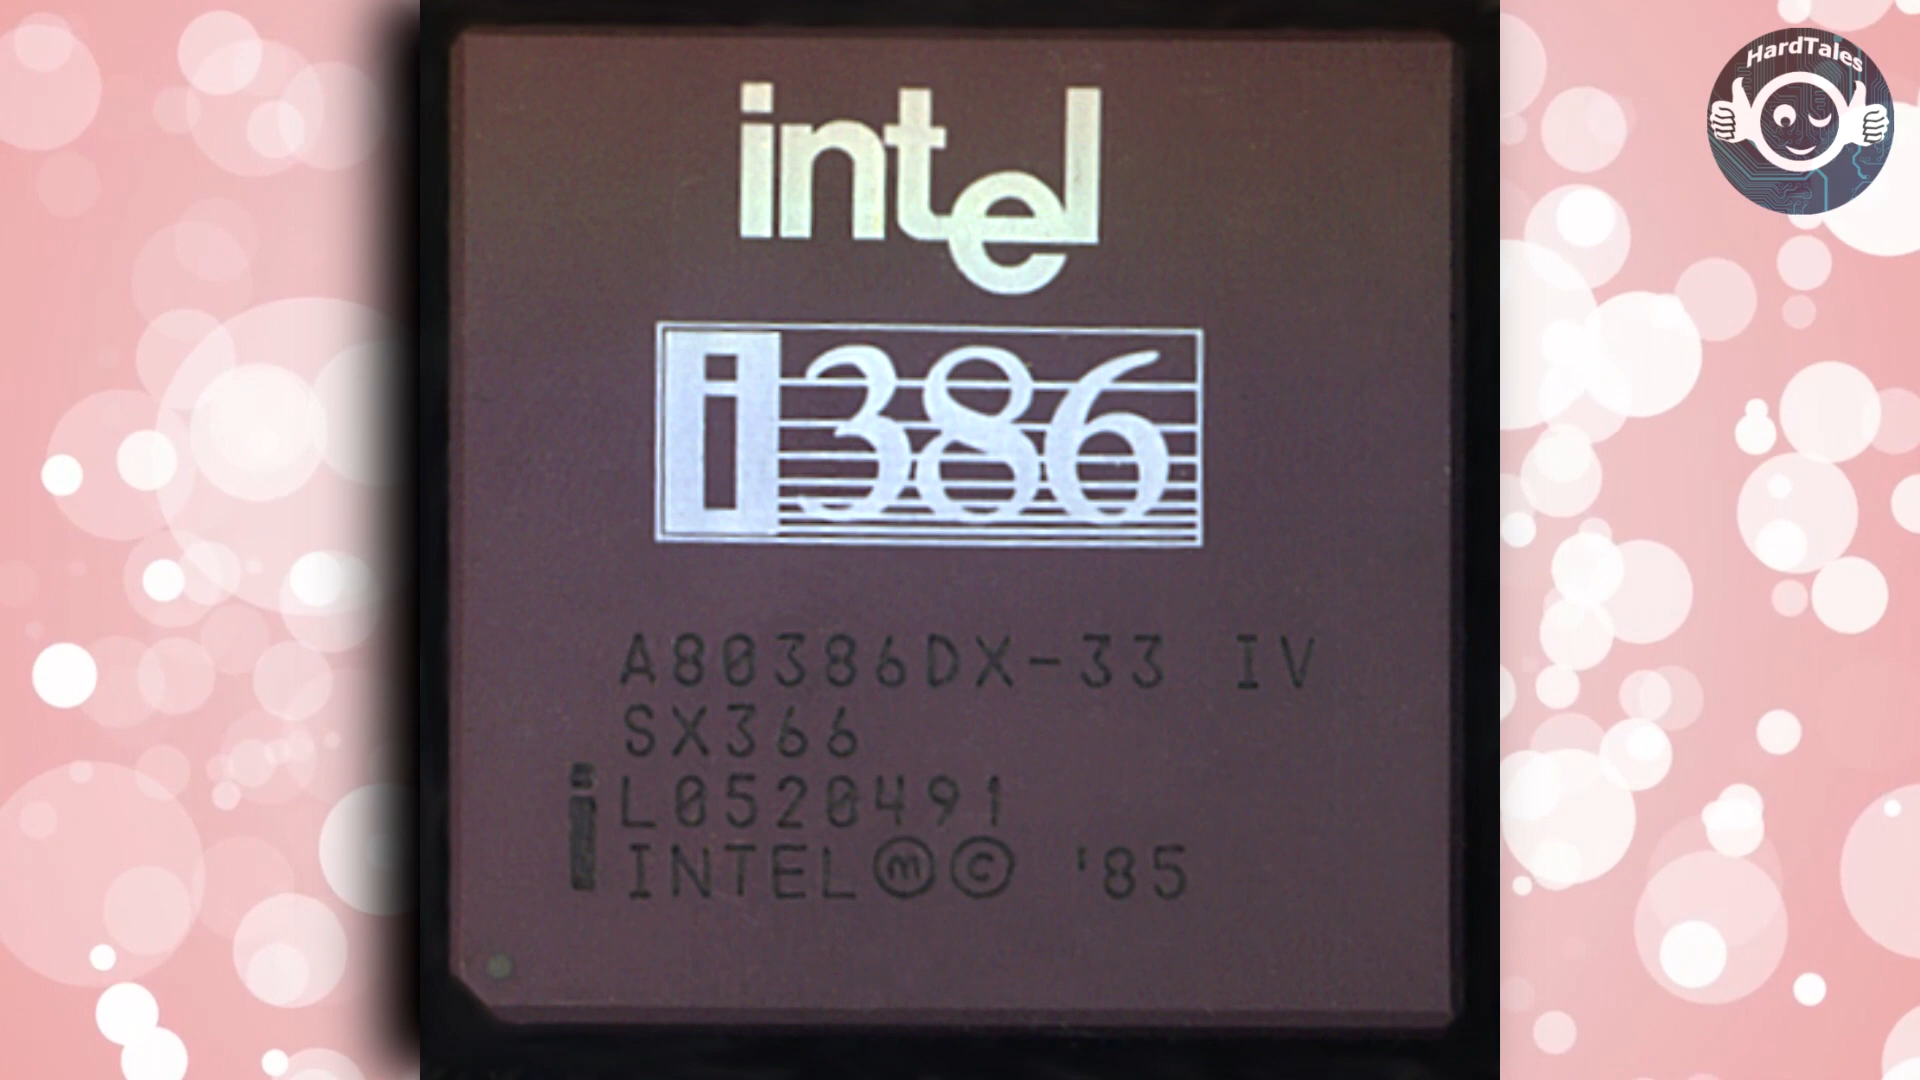 HardTales
intel
i386
A80386DX-33 IV
SX366
L0520491
INTEL Ⓜ © '85